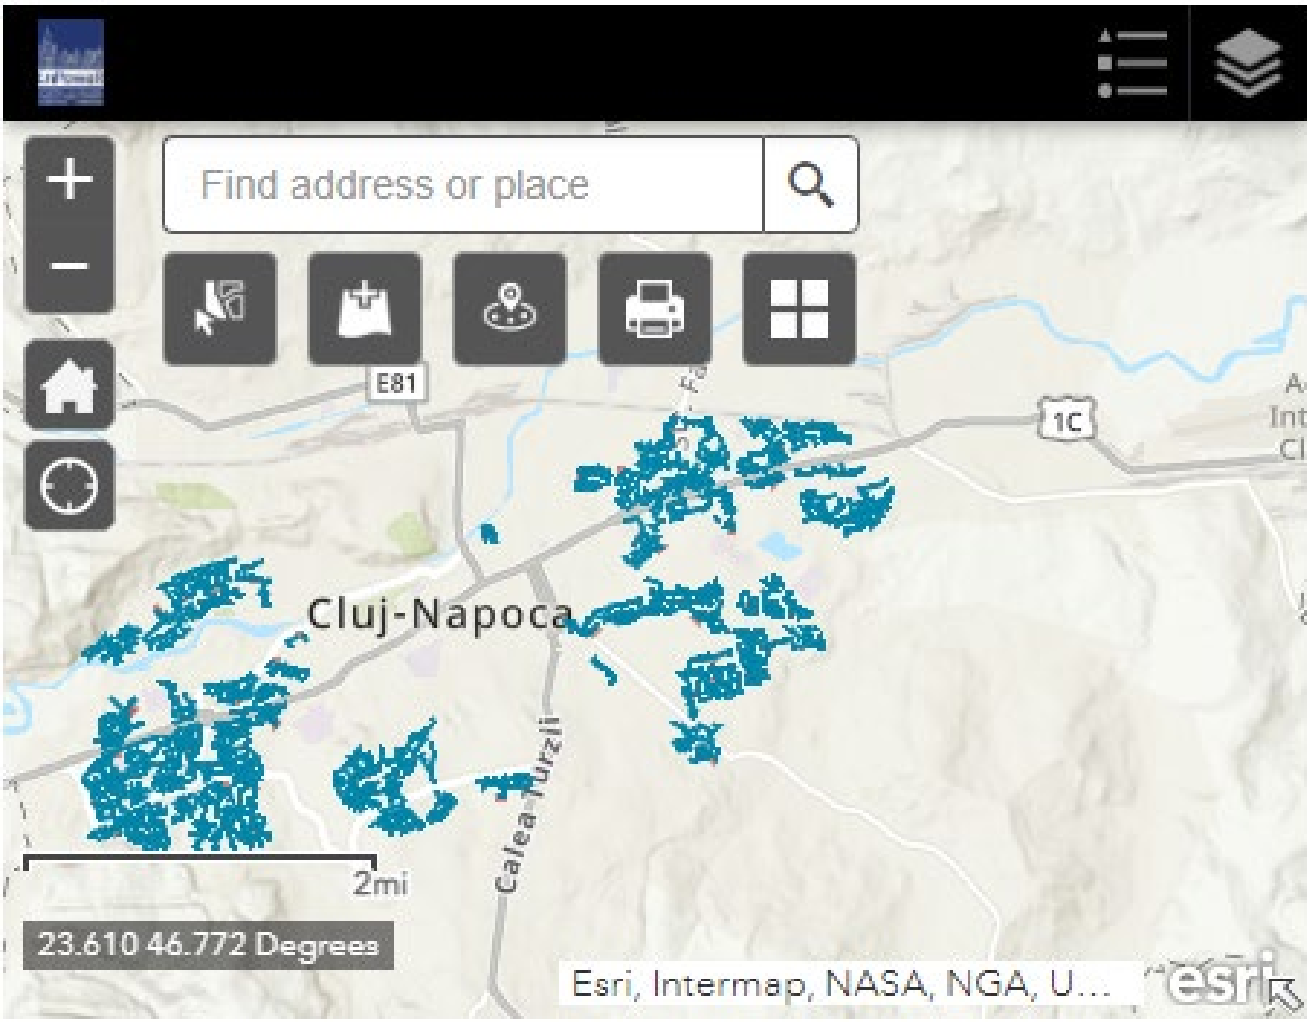 Find address or place
E81
1C
Cluj-Napoca
Calea Turzii
2mi
23.610 46.772 Degrees
Esri, Intermap, NASA, NGA, U...
esri